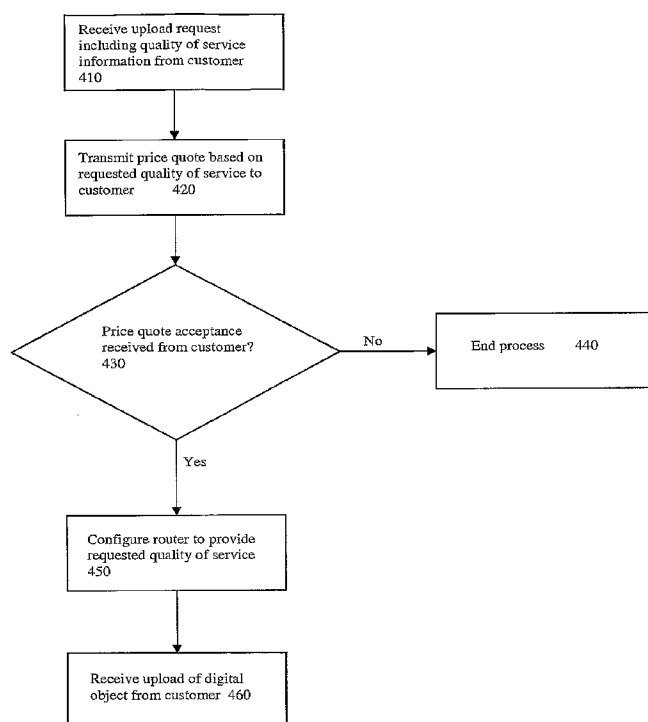 Receive upload request
including quality of service
information from customer
410
Transmit price quote based on
requested quality of service to
customer 420
Price quote acceptance
received from customer?
430
No
End process 440
Yes
Configure router to provide
requested quality of service
450
Receive upload of digital
object from customer 460